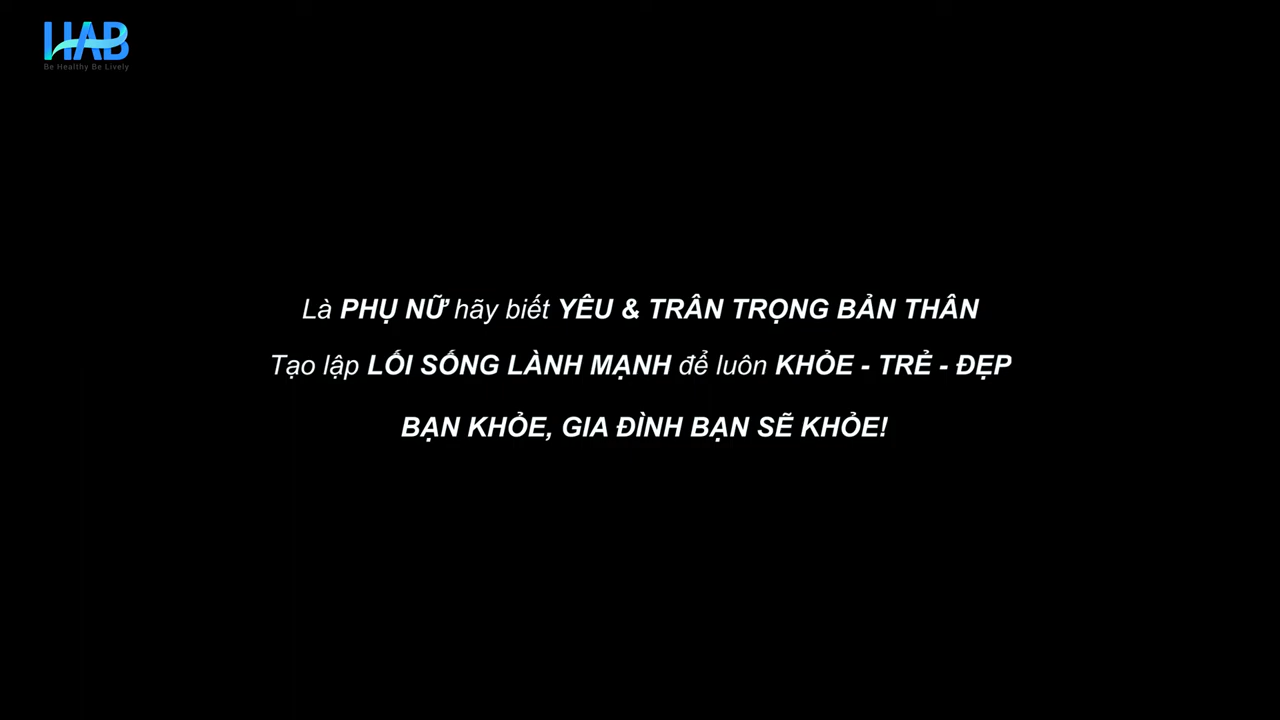 HAB
Be Healthy Be Lively
Là PHỤ NỮ hãy biết YÊU & TRÂN TRỌNG BẢN THÂN
Tạo lập LỐI SỐNG LÀNH MẠNH để luôn KHỎE - TRẺ - ĐẸP
BẠN KHỎE, GIA ĐÌNH BẠN SẼ KHỎE!